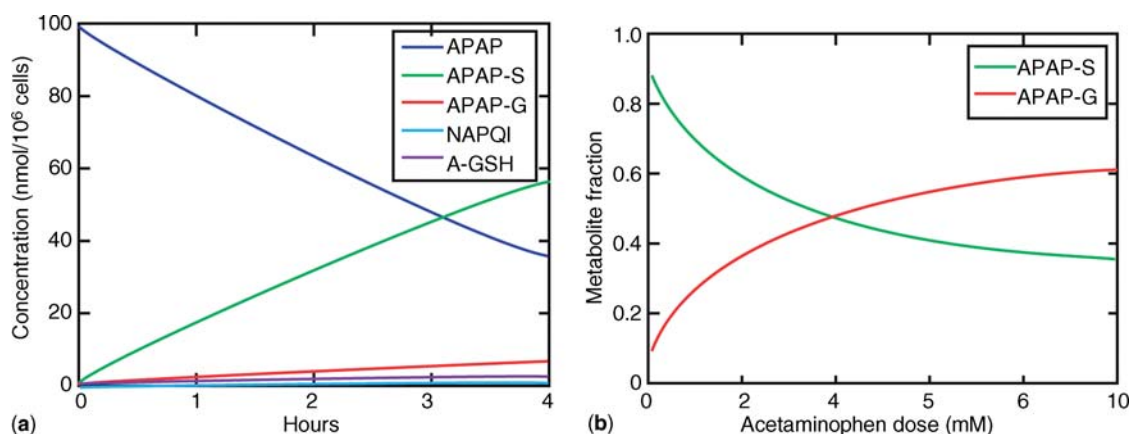 100
80
60
40
20
0
Concentration (nmol/10⁶ cells)
APAP
APAP-S
APAP-G
NAPQI
A-GSH
0 1 2 3 4
(a) Hours
1.0
0.8
0.6
0.4
0.2
0
Metabolite fraction
APAP-S
APAP-G
0 2 4 5 6 10
(b) Acetaminophen dose (mM)